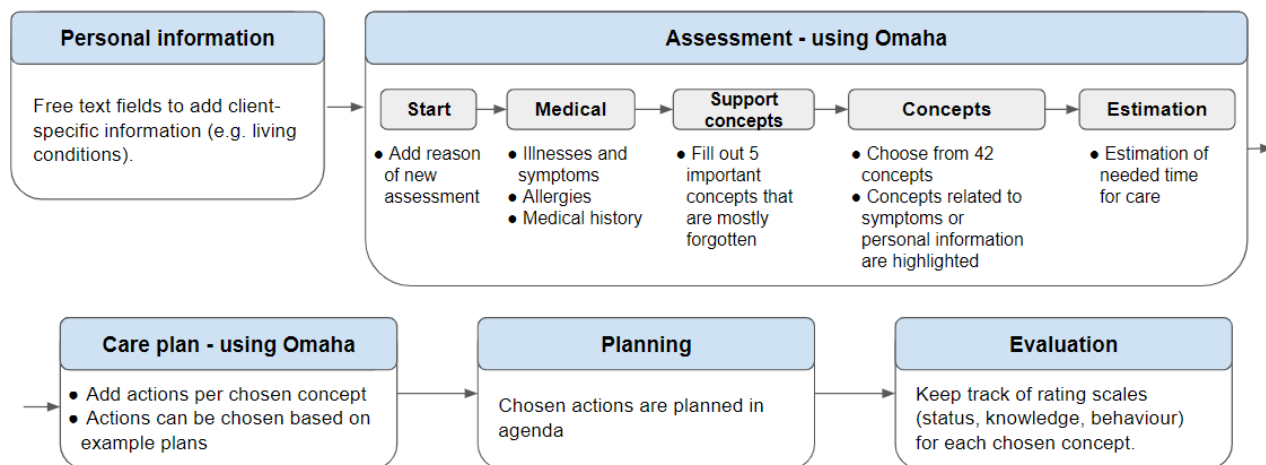 Personal information
Free text fields to add client-
specific information (e.g. living
conditions).
Assessment - using Omaha
Start
● Add reason
of new
assessment
Medical
● Illnesses and
symptoms
● Allergies
● Medical history
Support
concepts
● Fill out 5
important
concepts that
are mostly
forgotten
Concepts
● Choose from 42
concepts
● Concepts related to
symptoms or
personal information
are highlighted
Estimation
● Estimation of
needed time
for care
Care plan - using Omaha
● Add actions per chosen concept
● Actions can be chosen based on
example plans
Planning
Chosen actions are planned in
agenda
Evaluation
Keep track of rating scales
(status, knowledge, behaviour)
for each chosen concept.